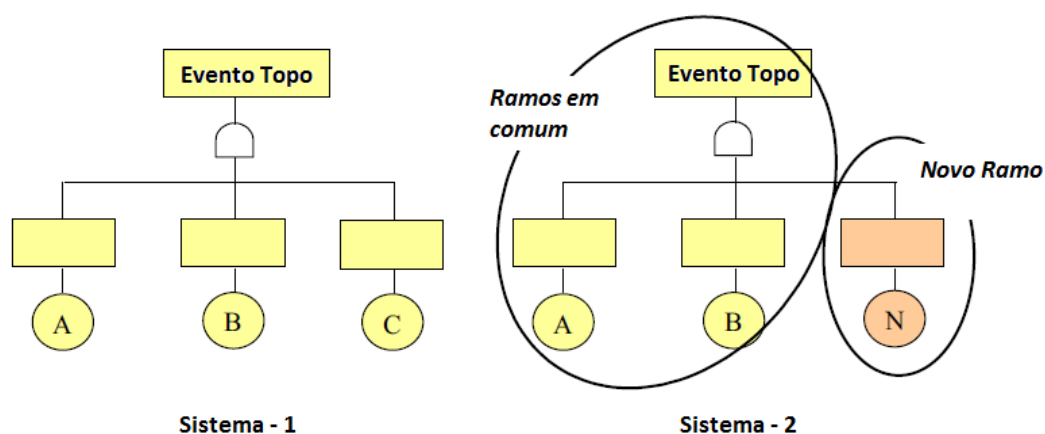 Evento Topo
A
B
C
Sistema - 1
Evento Topo
Ramos em
comum
Novo Ramo
A
B
N
Sistema - 2